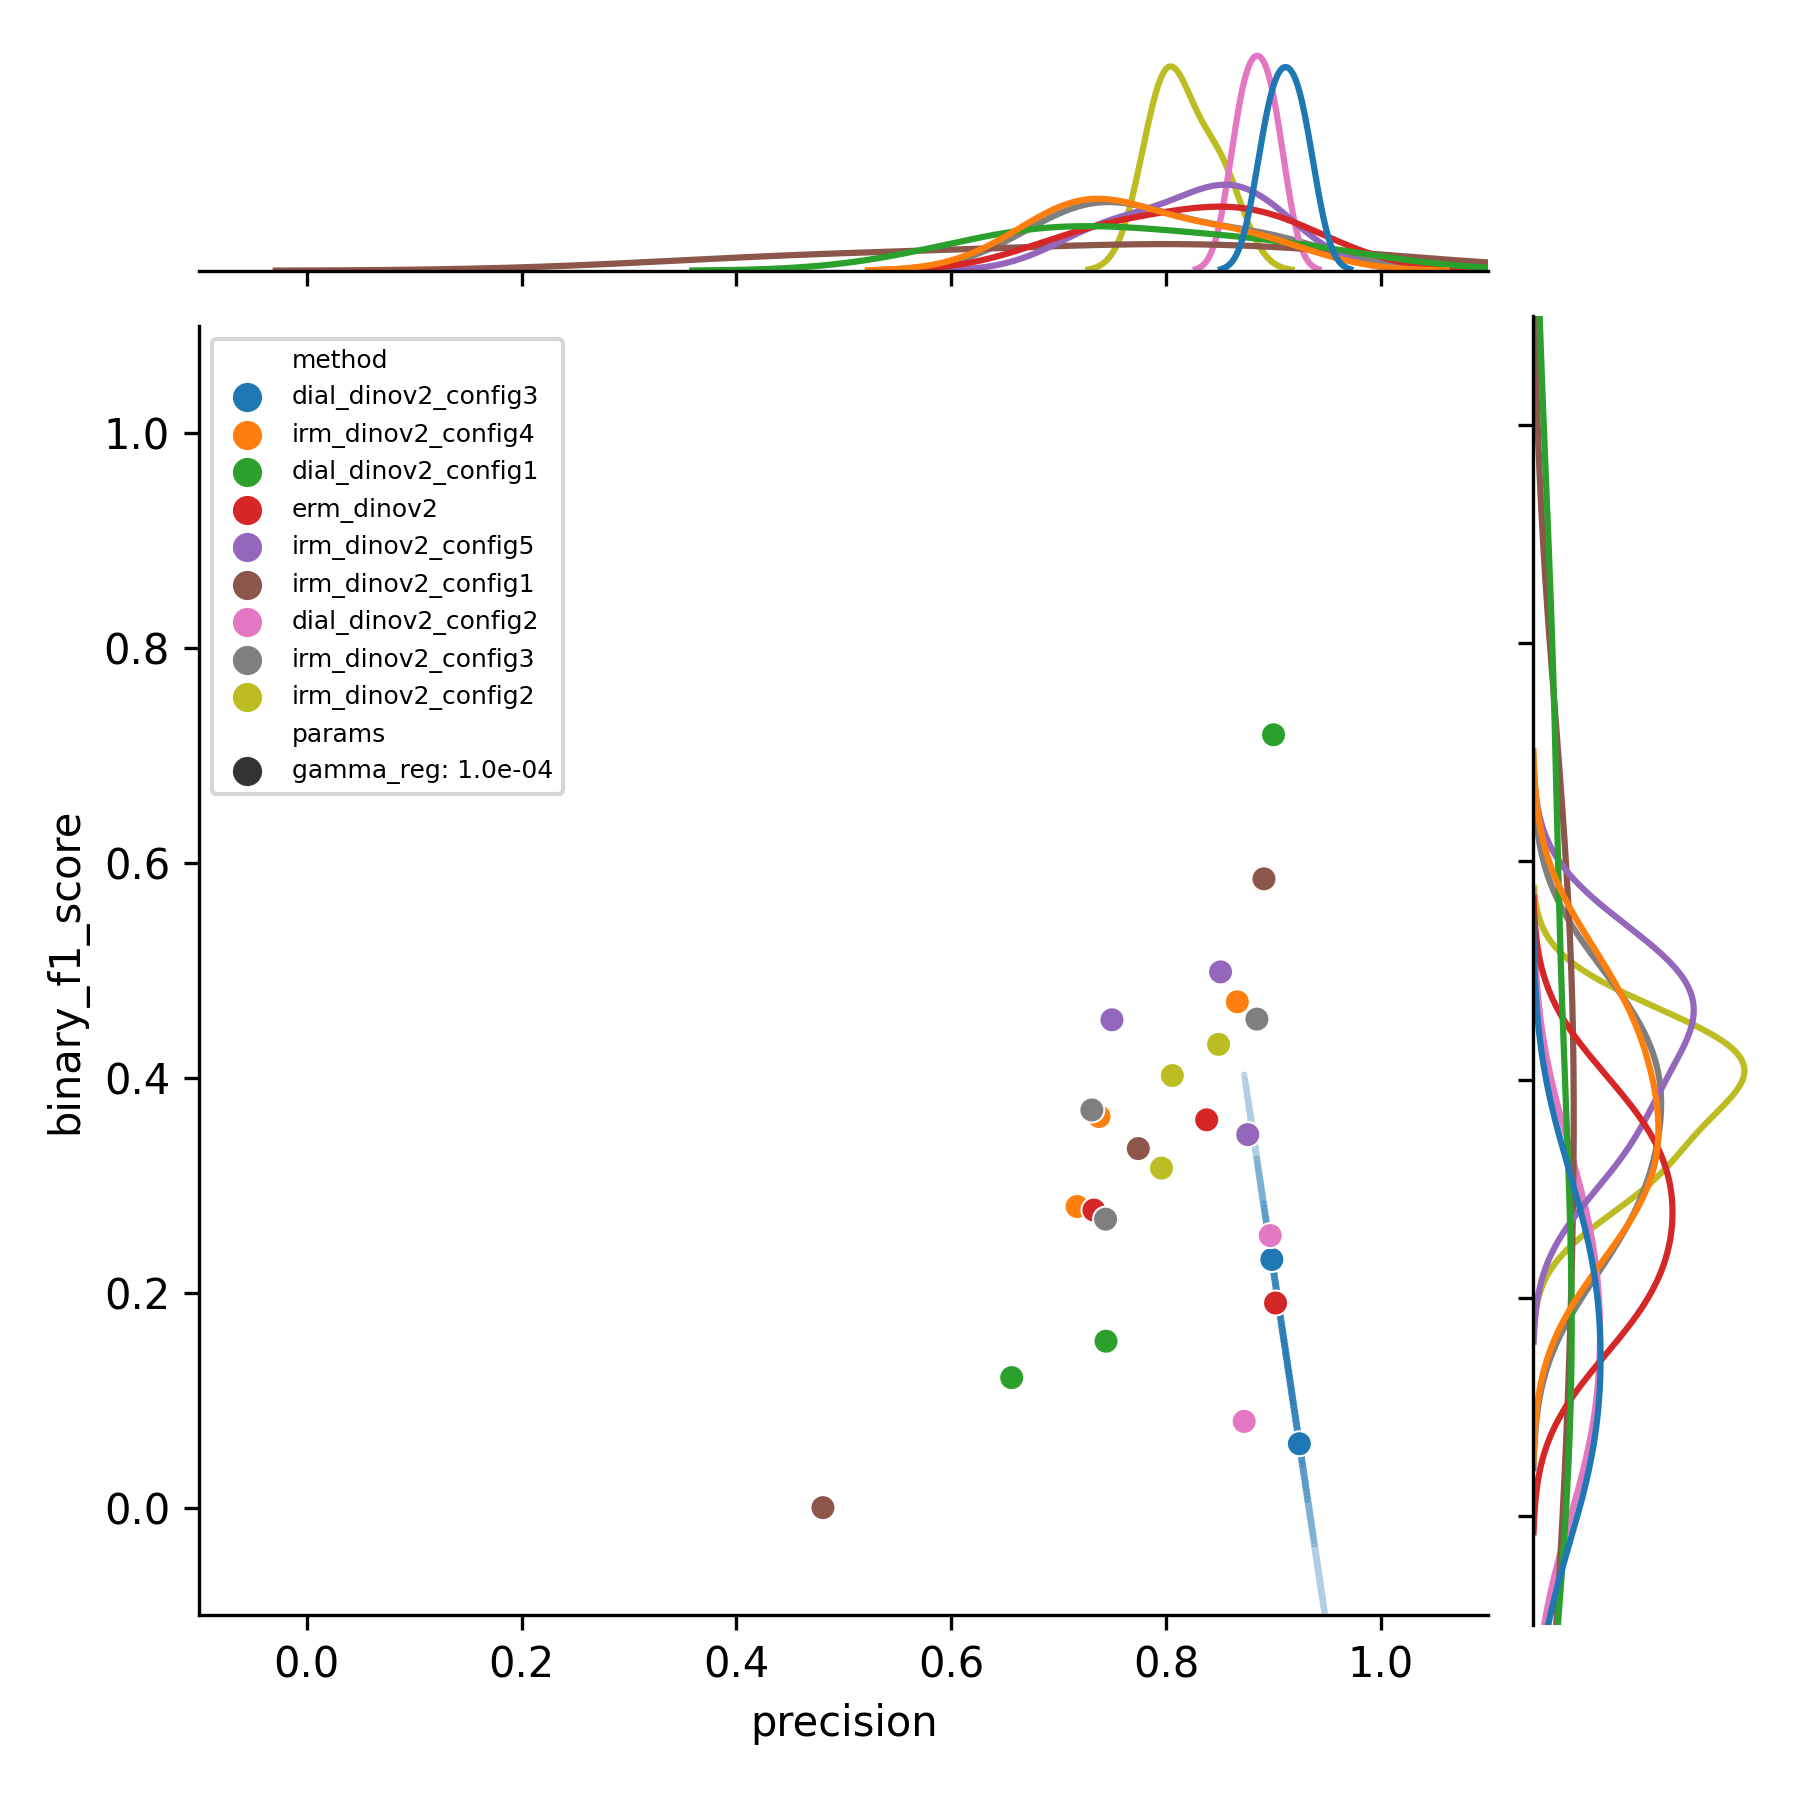 method
dial_dinov2_config3
irm_dinov2_config4
dial_dinov2_config1
erm_dinov2
irm_dinov2_config5
irm_dinov2_config1
dial_dinov2_config2
irm_dinov2_config3
irm_dinov2_config2
params
gamma_reg: 1.0e-04
1.0
0.8
0.6
0.4
0.2
0.0
binary_f1_score
0.0 0.2 0.4 0.6 0.8 1.0
precision